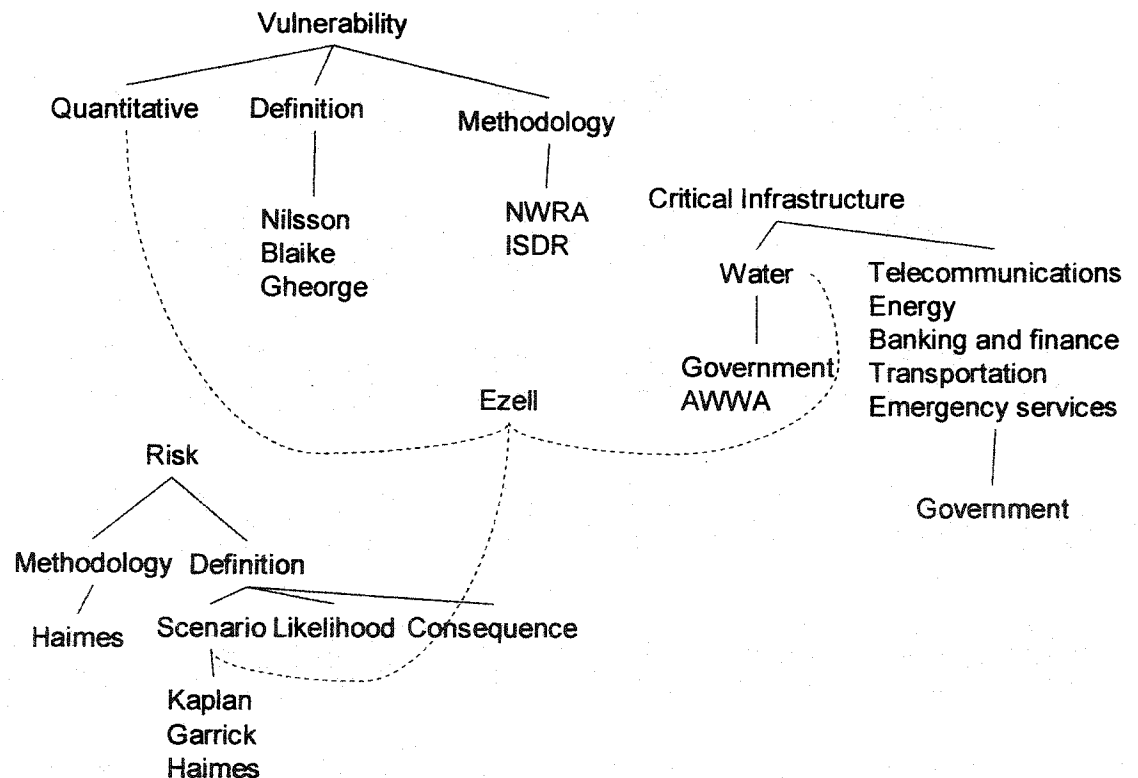 Vulnerability
Quantitative
Definition
Methodology
Nilsson
Blaike
Gheorge
NWRA
ISDR
Critical Infrastructure
Water
Government
AWWA
Telecommunications
Energy
Banking and finance
Transportation
Emergency services
Government
Ezell
Risk
Methodology
Definition
Haimes
Scenario
Likelihood
Consequence
Kaplan
Garrick
Haimes